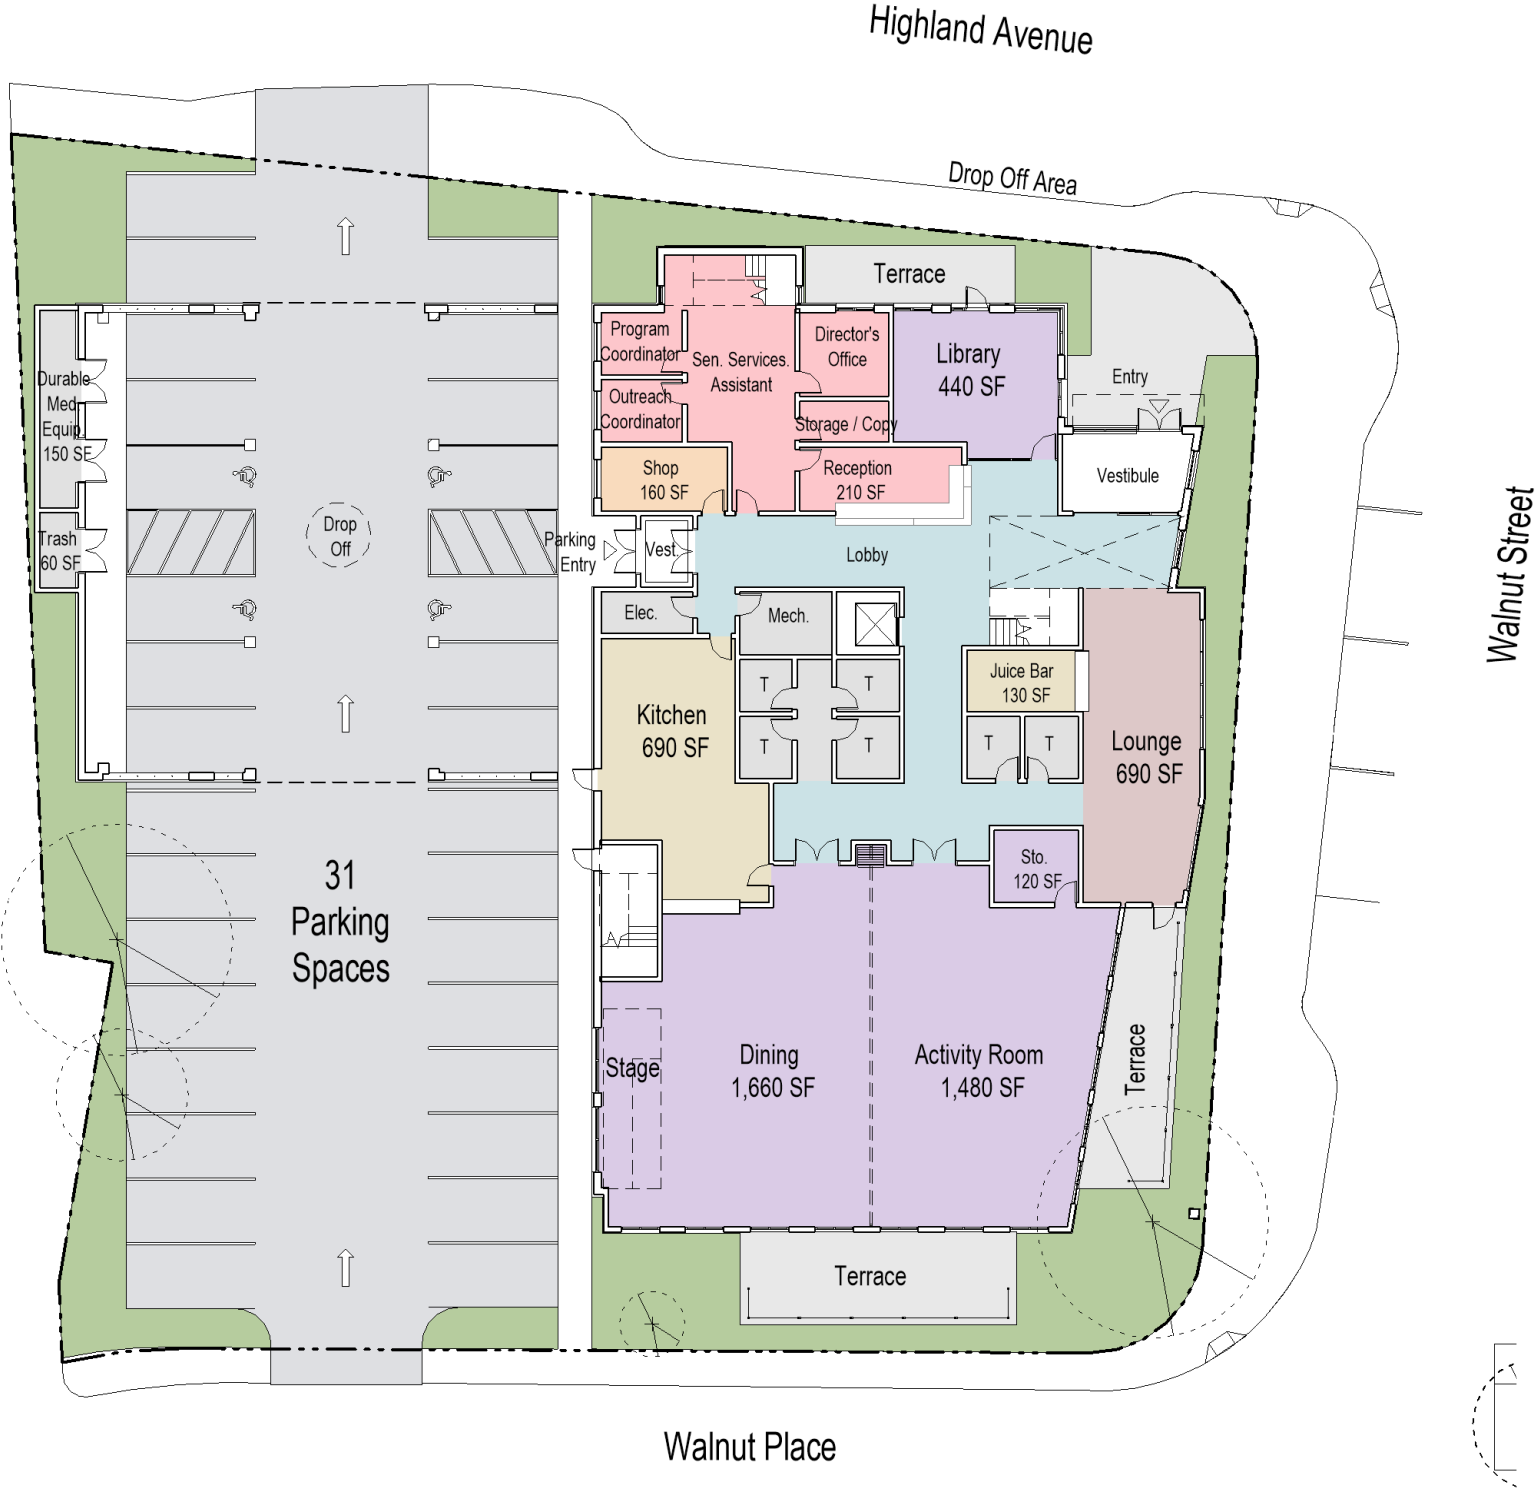 Highland Avenue
Drop Off Area
Terrace
Program
Coordinator
Sen. Services.
Assistant
Director's
Office
Library
440 SF
Entry
Durable
Med.
Equip.
150 SF
Outreach
Coordinator
Storage / Copy
Shop
160 SF
Reception
210 SF
Vestibule
Trash
60 SF
Drop
Off
Parking
Entry
Vest.
Lobby
Walnut Street
Elec.
Mech.
T
T
T
T
Juice Bar
130 SF
T
T
Kitchen
690 SF
Lounge
690 SF
31
Parking
Spaces
Sto.
120 SF
Stage
Dining
1,660 SF
Activity Room
1,480 SF
Terrace
Terrace
Walnut Place